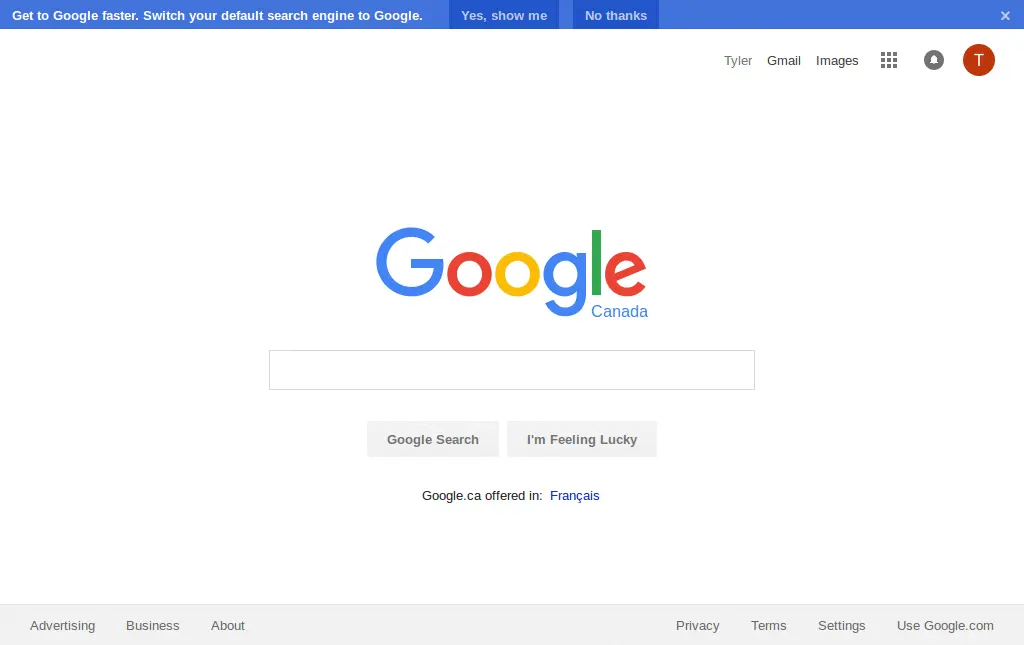 Get to Google faster. Switch your default search engine to Google. Yes, show me No thanks ×
Tyler Gmail Images T
Google
Canada
Google Search I'm Feeling Lucky
Google.ca offered in: Français
Advertising Business About Privacy Terms Settings Use Google.com